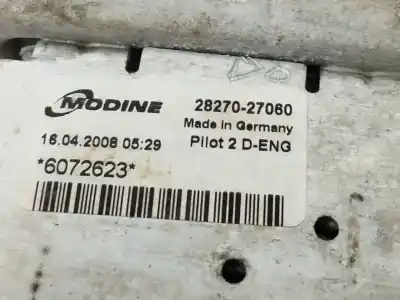 MODINE
28270-27060
Made in Germany
16.04.2008 05:29
Pilot 2 D-ENG
*6072623*